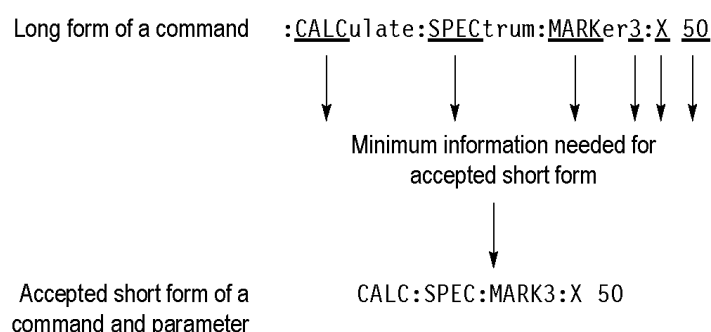 Long form of a command :CALCulate:SPECtrum:MARKer3:X 50
Minimum information needed for
accepted short form
Accepted short form of a CALC:SPEC:MARK3:X 50
command and parameter